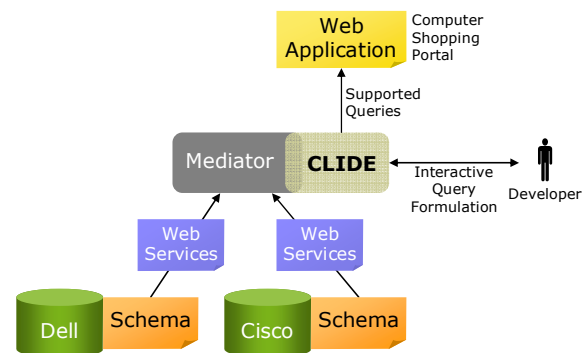 Web
Application
Computer
Shopping
Portal
Supported
Queries
Mediator
CLIDE
Interactive
Query
Formulation
Developer
Web
Services
Web
Services
Dell
Schema
Cisco
Schema